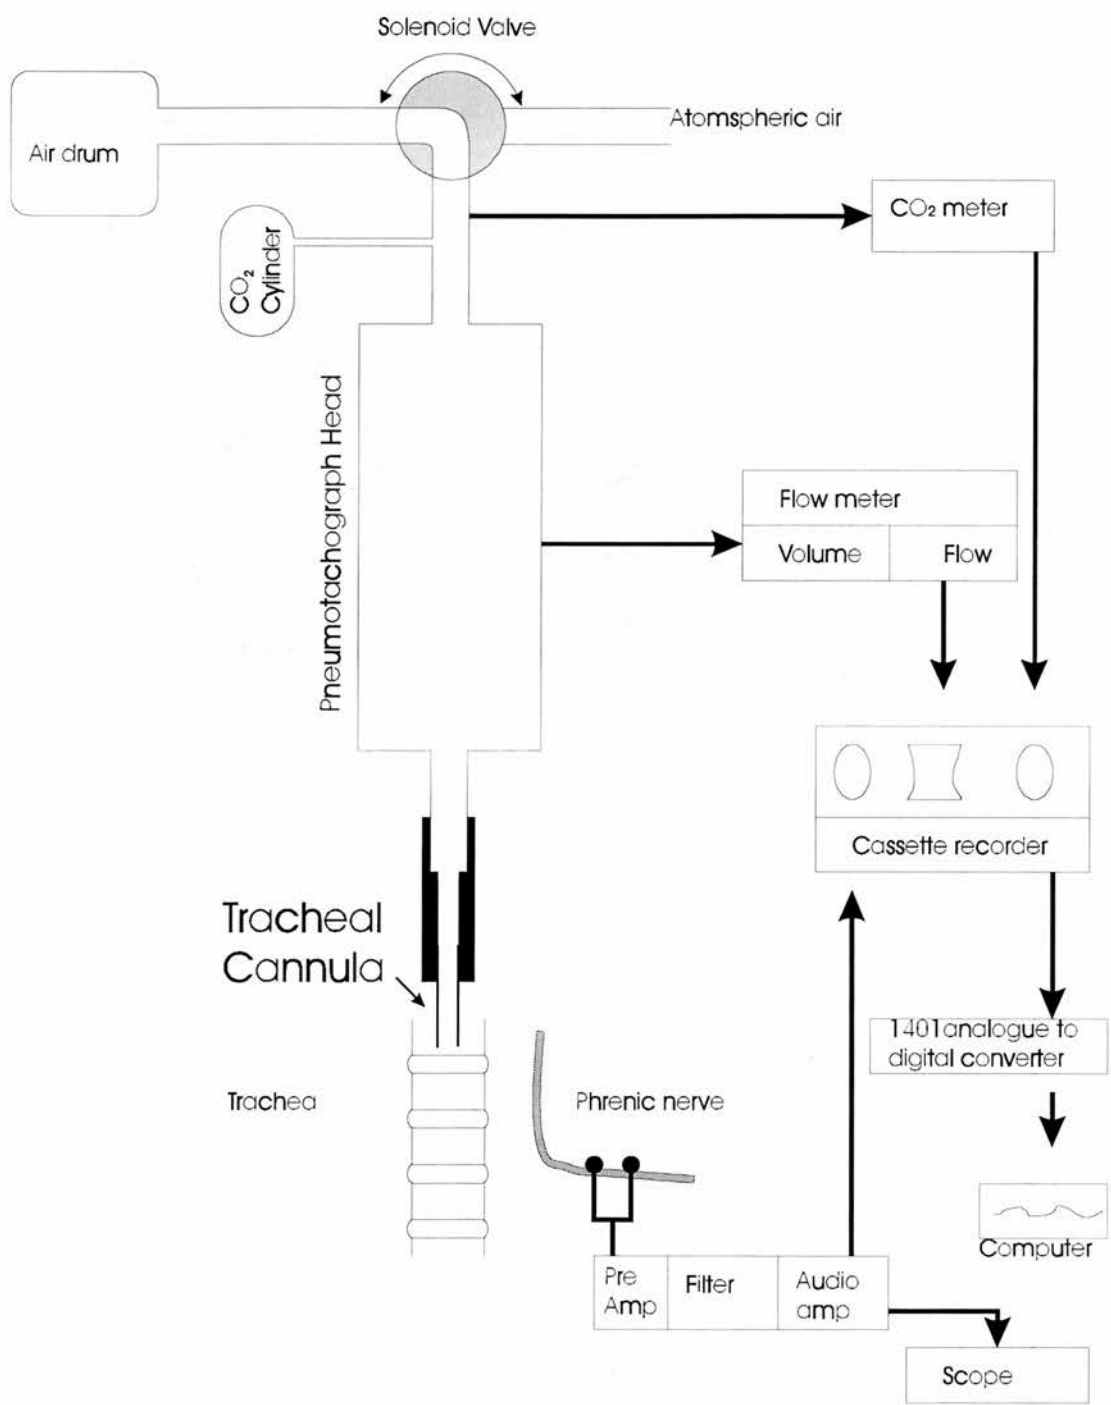 Solenoid Valve
Atomspheric air
Air drum
CO₂ meter
CO₂
Cylinder
Pneumotachograph Head
Flow meter
Volume
Flow
Cassette recorder
Tracheal
Cannula
1401analogue to
digital converter
Trachea
Phrenic nerve
Computer
Pre
Amp
Filter
Audio
amp
Scope